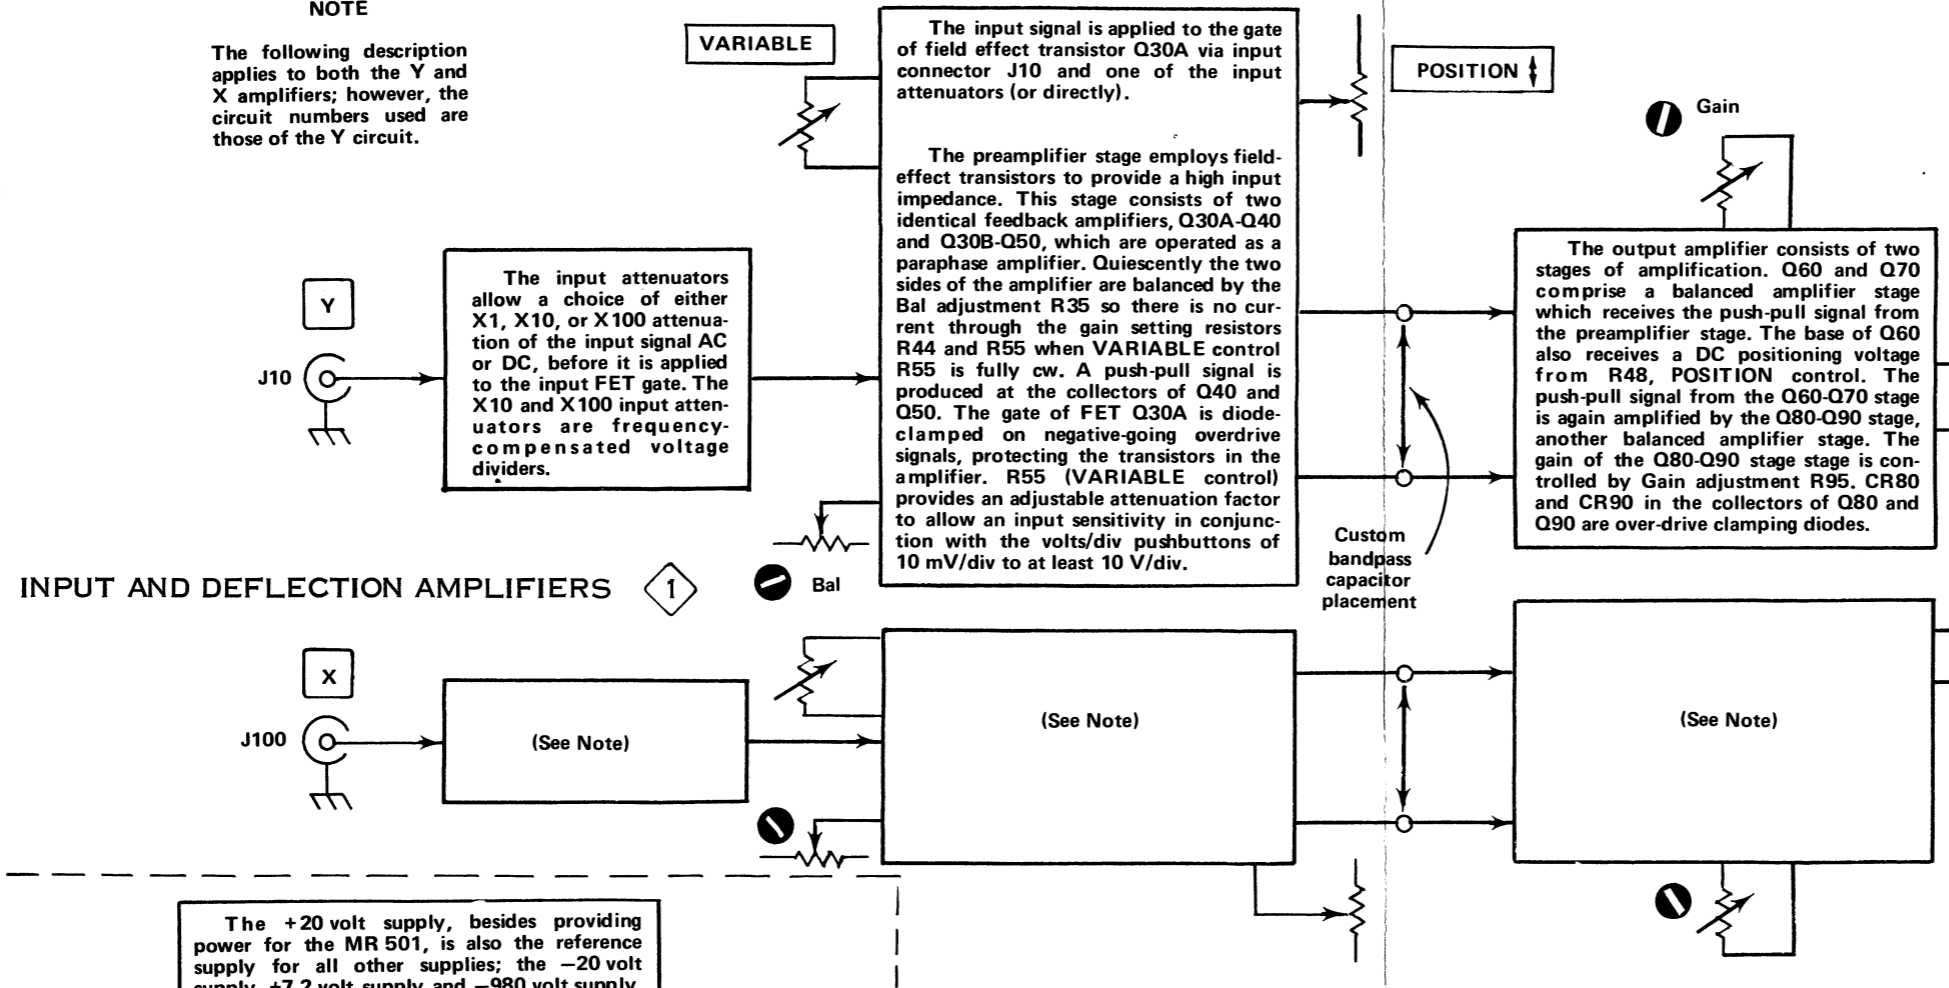 NOTE
The following description
applies to both the Y and
X amplifiers; however, the
circuit numbers used are
those of the Y circuit.
VARIABLE
The input signal is applied to the gate
of field effect transistor Q30A via input
connector J10 and one of the input
attenuators (or directly).
The preamplifier stage employs field-
effect transistors to provide a high input
impedance. This stage consists of two
identical feedback amplifiers, Q30A-Q40
and Q30B-Q50, which are operated as a
paraphase amplifier. Quiescently the two
sides of the amplifier are balanced by the
Bal adjustment R35 so there is no cur-
rent through the gain setting resistors
R44 and R55 when VARIABLE control
R55 is fully cw. A push-pull signal is
produced at the collectors of Q40 and
Q50. The gate of FET Q30A is diode-
clamped on negative-going overdrive
signals, protecting the transistors in the
amplifier. R55 (VARIABLE control)
provides an adjustable attenuation factor
to allow an input sensitivity in conjunc-
tion with the volts/div pushbuttons of
10 mV/div to at least 10 V/div.
POSITION
Gain
Y
J10
The input attenuators
allow a choice of either
X1, X10, or X100 attenua-
tion of the input signal AC
or DC, before it is applied
to the input FET gate. The
X10 and X100 input atten-
uators are frequency-
compensated voltage
dividers.
The output amplifier consists of two
stages of amplification. Q60 and Q70
comprise a balanced amplifier stage
which receives the push-pull signal from
the preamplifier stage. The base of Q60
also receives a DC positioning voltage
from R48, POSITION control. The
push-pull signal from the Q60-Q70 stage
is again amplified by the Q80-Q90 stage,
another balanced amplifier stage. The
gain of the Q80-Q90 stage stage is con-
trolled by Gain adjustment R95. CR80
and CR90 in the collectors of Q80 and
Q90 are over-drive clamping diodes.
Custom
bandpass
capacitor
placement
Bal
INPUT AND DEFLECTION AMPLIFIERS 1
X
J100
(See Note)
(See Note)
(See Note)
The +20 volt supply, besides providing
power for the MR 501, is also the reference
supply for all other supplies; the −20 volt
supply, +7.2 volt supply and −980 volt supply.